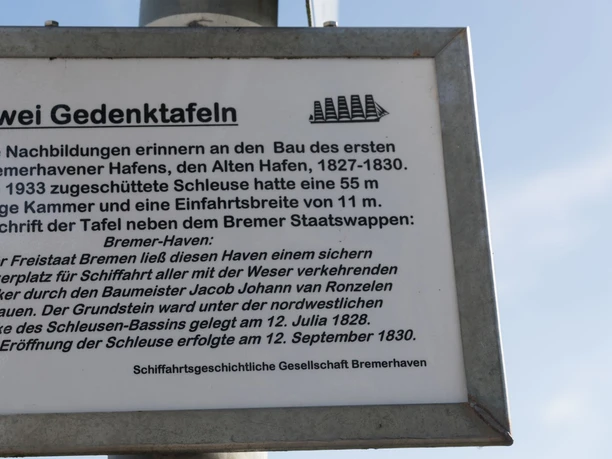 wei Gedenktafeln
Nachbildungen erinnern an den Bau des ersten
emerhavener Hafens, den Alten Hafen, 1827-1830.
1933 zugeschüttete Schleuse hatte eine 55 m
ge Kammer und eine Einfahrtsbreite von 11 m.
chrift der Tafel neben dem Bremer Staatswappen:
Bremer-Haven:
r Freistaat Bremen ließ diesen Haven einem sichern
erplatz für Schiffahrt aller mit der Weser verkehrenden
ker durch den Baumeister Jacob Johann van Ronzelen
auen. Der Grundstein ward unter der nordwestlichen
ke des Schleusen-Bassins gelegt am 12. Julia 1828.
Eröffnung der Schleuse erfolgte am 12. September 1830.
Schiffahrtsgeschichtliche Gesellschaft Bremerhaven